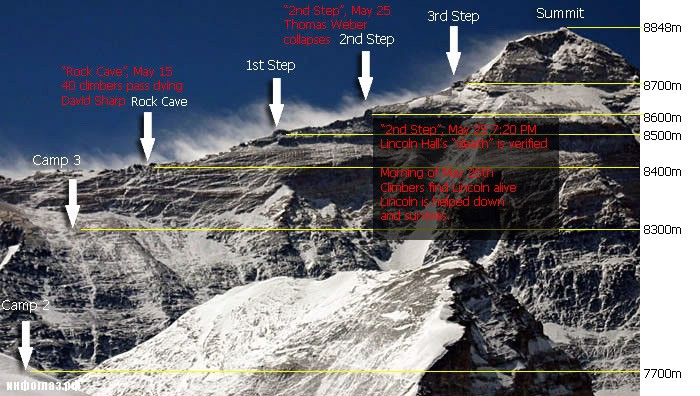 Summit
8848m
"2nd Step", May 25
Thomas Weber
collapses
2nd Step
3rd Step
1st Step
"Rock Cave", May 15
40 climbers pass dying
David Sharp
Rock Cave
8700m
8600m
8500m
"2nd Step", May 25 7:20 PM
Lincoln Hall's "death" is verified
Morning of May 26th
Climbers find Lincoln alive
Lincoln is helped down
and survives.
Camp 3
8400m
8300m
Camp 2
7700m
инфоглаз.рф